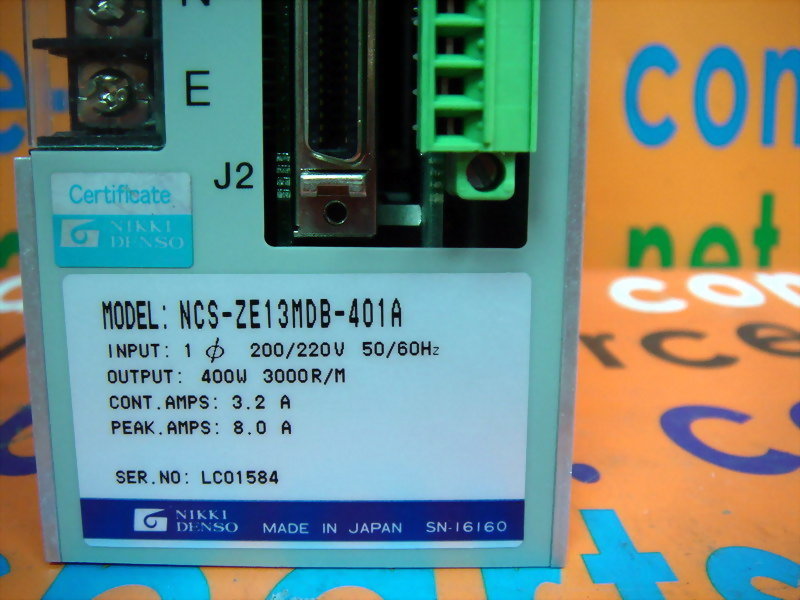 N
E
J2
Certificate
NIKKI
DENSO
MODEL: NCS-ZE13MDB-401A
INPUT: 1 ϕ 200/220V 50/60Hz
OUTPUT: 400W 3000R/M
CONT.AMPS: 3.2 A
PEAK.AMPS: 8.0 A
SER.NO: LC01584
NIKKI
DENSO
MADE IN JAPAN SN-16160
com
net